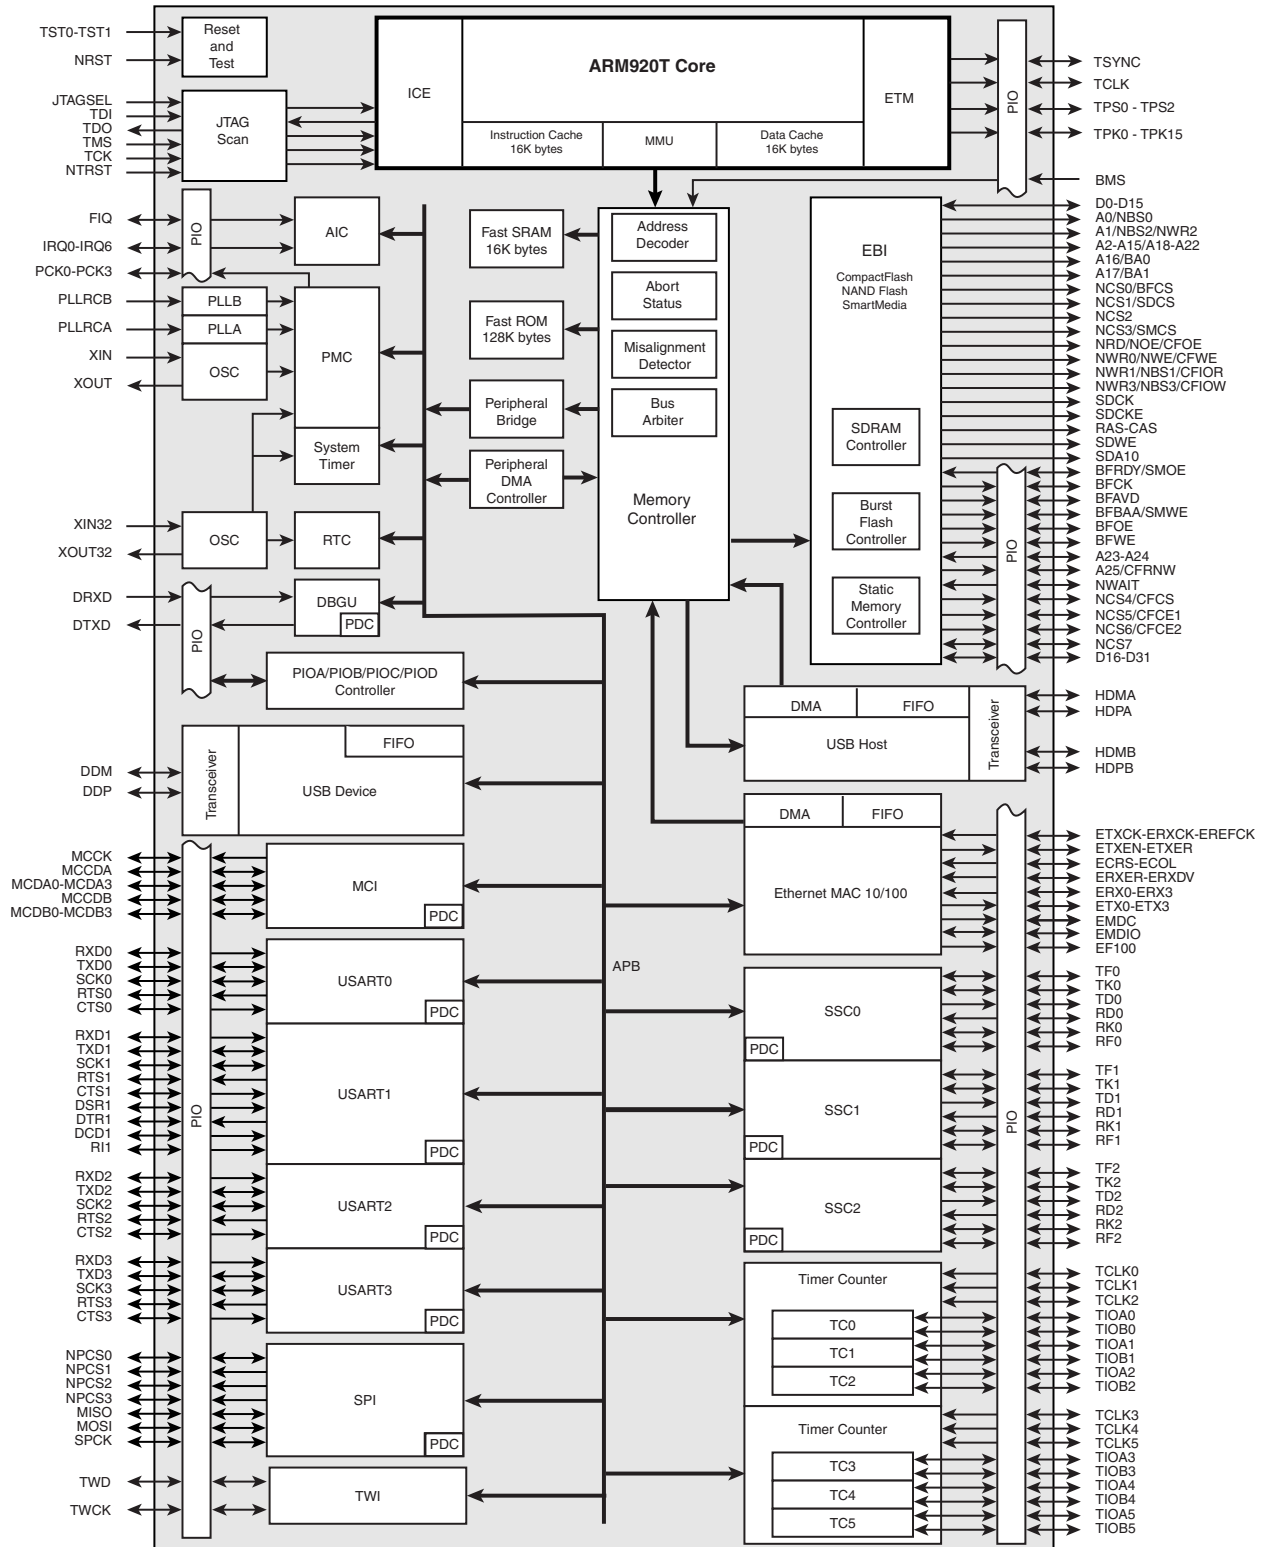 TST0-TST1
NRST
JTAGSEL
TDI
TDO
TMS
TCK
NTRST
FIQ
IRQ0-IRQ6
PCK0-PCK3
PLLRCB
PLLRCA
XIN
XOUT
XIN32
XOUT32
DRXD
DTXD
DDM
DDP
MCCK
MCCDA
MCDA0-MCDA3
MCCDB
MCDB0-MCDB3
RXD0
TXD0
SCK0
RTS0
CTS0
RXD1
TXD1
SCK1
RTS1
CTS1
DSR1
DTR1
DCD1
RI1
RXD2
TXD2
SCK2
RTS2
CTS2
RXD3
TXD3
SCK3
RTS3
CTS3
NPCS0
NPCS1
NPCS2
NPCS3
MISO
MOSI
SPCK
TWD
TWCK
Reset
and
Test
JTAG
Scan
PIO
AIC
PLLB
PLLA
OSC
PMC
System
Timer
OSC
RTC
PIO
DBGU
PDC
PIOA/PIOB/PIOC/PIOD
Controller
Transceiver
FIFO
USB Device
PIO
MCI
PDC
USART0
PDC
USART1
PDC
USART2
PDC
USART3
PDC
SPI
PDC
TWI
ICE
ARM920T Core
ETM
Instruction Cache
16K bytes
MMU
Data Cache
16K bytes
Fast SRAM
16K bytes
Fast ROM
128K bytes
Peripheral
Bridge
Peripheral
DMA
Controller
Address
Decoder
Abort
Status
Misalignment
Detector
Bus
Arbiter
Memory
Controller
APB
EBI
CompactFlash
NAND Flash
SmartMedia
SDRAM
Controller
Burst
Flash
Controller
Static
Memory
Controller
DMA
FIFO
USB Host
Transceiver
DMA
FIFO
Ethernet MAC 10/100
SSC0
PDC
SSC1
PDC
SSC2
PDC
Timer Counter
TC0
TC1
TC2
Timer Counter
TC3
TC4
TC5
PIO
PIO
PIO
TSYNC
TCLK
TPS0 - TPS2
TPK0 - TPK15
BMS
D0-D15
A0/NBS0
A1/NBS2/NWR2
A2-A15/A18-A22
A16/BA0
A17/BA1
NCS0/BFCS
NCS1/SDCS
NCS2
NCS3/SMCS
NRD/NOE/CFOE
NWR0/NWE/CFWE
NWR1/NBS1/CFIOR
NWR3/NBS3/CFIOW
SDCK
SDCKE
RAS-CAS
SDWE
SDA10
BFRDY/SMOE
BFCK
BFAVD
BFBAA/SMWE
BFOE
BFWE
A23-A24
A25/CFRNW
NWAIT
NCS4/CFCS
NCS5/CFCE1
NCS6/CFCE2
NCS7
D16-D31
HDMA
HDPA
HDMB
HDPB
ETXCK-ERXCK-EREFCK
ETXEN-ETXER
ECRS-ECOL
ERXER-ERXDV
ERX0-ERX3
ETX0-ETX3
EMDC
EMDIO
EF100
TF0
TK0
TD0
RD0
RK0
RF0
TF1
TK1
TD1
RD1
RK1
RF1
TF2
TK2
TD2
RD2
RK2
RF2
TCLK0
TCLK1
TCLK2
TIOA0
TIOB0
TIOA1
TIOB1
TIOA2
TIOB2
TCLK3
TCLK4
TCLK5
TIOA3
TIOB3
TIOA4
TIOB4
TIOA5
TIOB5